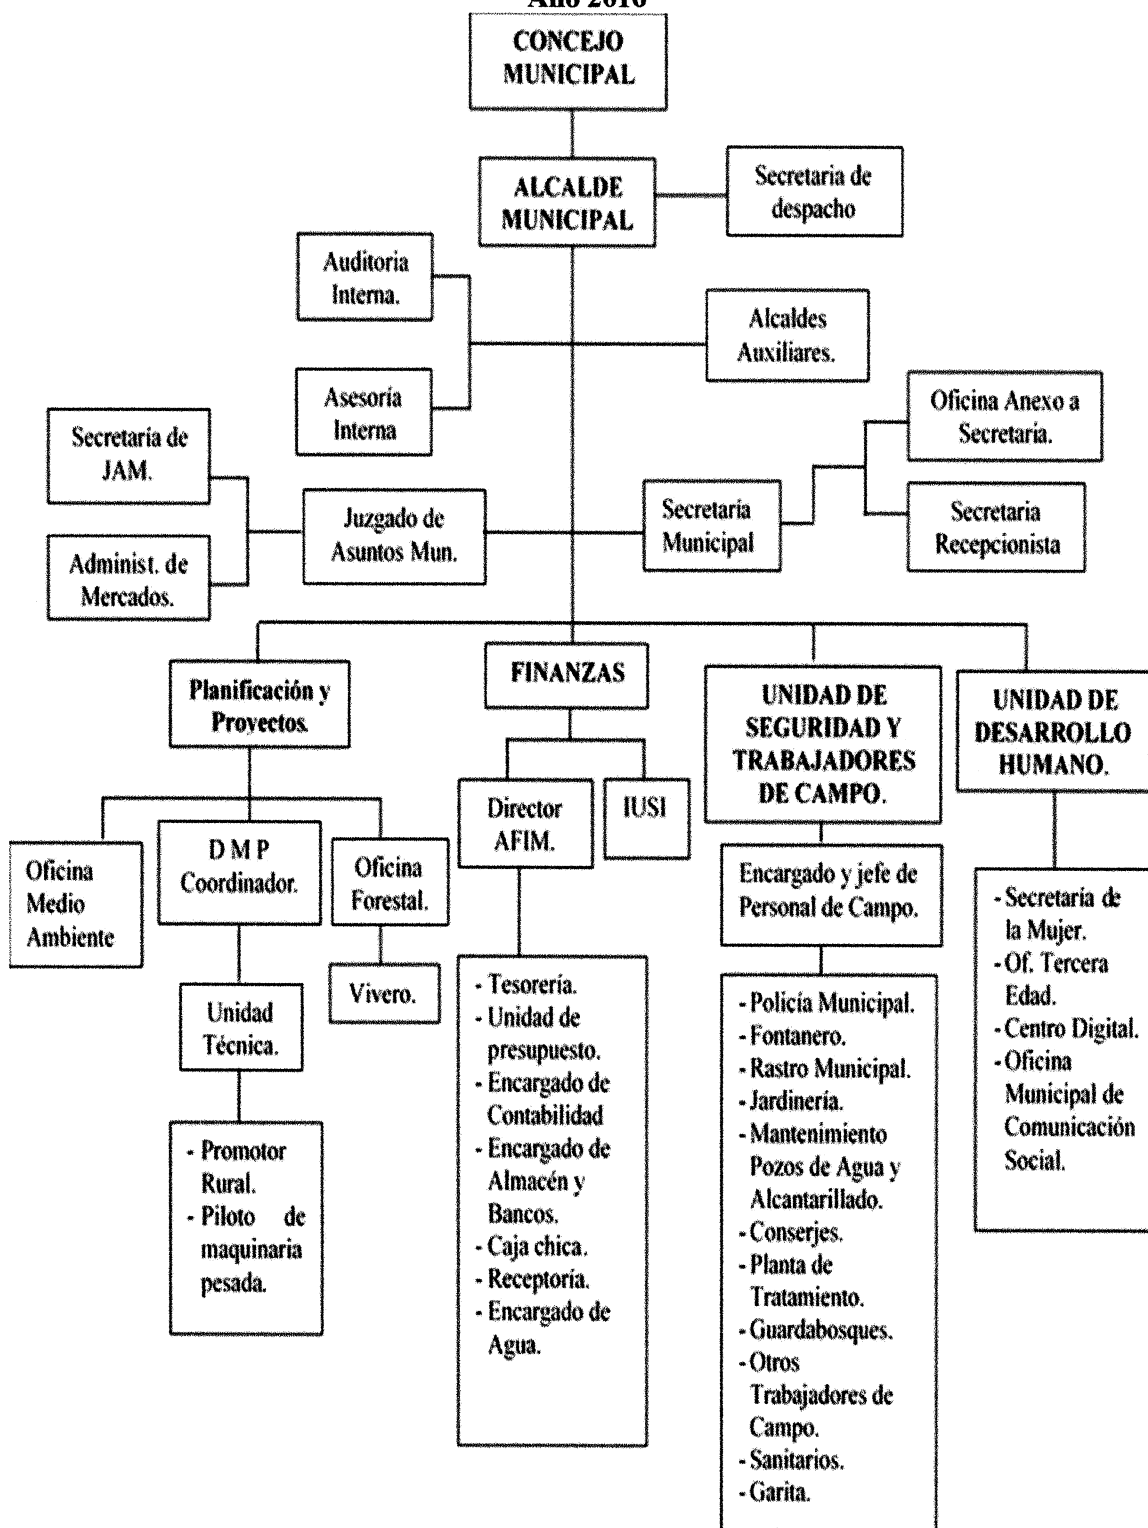 Año 2016
CONCEJO
MUNICIPAL
ALCALDE
MUNICIPAL
Secretaria de
despacho
Auditoria
Interna.
Alcaldes
Auxiliares.
Asesoría
Interna
Oficina Anexo a
Secretaría.
Secretaría de
JAM.
Juzgado de
Asuntos Mun.
Secretaría
Municipal
Secretaria
Recepcionista
Administ. de
Mercados.
Planificación y
Proyectos.
FINANZAS
UNIDAD DE
SEGURIDAD Y
TRABAJADORES
DE CAMPO.
UNIDAD DE
DESARROLLO
HUMANO.
Oficina
Medio
Ambiente
D M P
Coordinador.
Oficina
Forestal.
Director
AFIM.
IUSI
Encargado y jefe de
Personal de Campo.
Unidad
Técnica.
Vivero.
- Promotor
Rural.
- Piloto de
maquinaria
pesada.
- Tesorería.
- Unidad de
presupuesto.
- Encargado de
Contabilidad
- Encargado de
Almacén y
Bancos.
- Caja chica.
- Receptoría.
- Encargado de
Agua.
- Policía Municipal.
- Fontanero.
- Rastro Municipal.
- Jardinería.
- Mantenimiento
Pozos de Agua y
Alcantarillado.
- Conserjes.
- Planta de
Tratamiento.
- Guardabosques.
- Otros
Trabajadores de
Campo.
- Sanitarios.
- Garita.
- Secretaría de
la Mujer.
- Of. Tercera
Edad.
- Centro Digital.
- Oficina
Municipal de
Comunicación
Social.